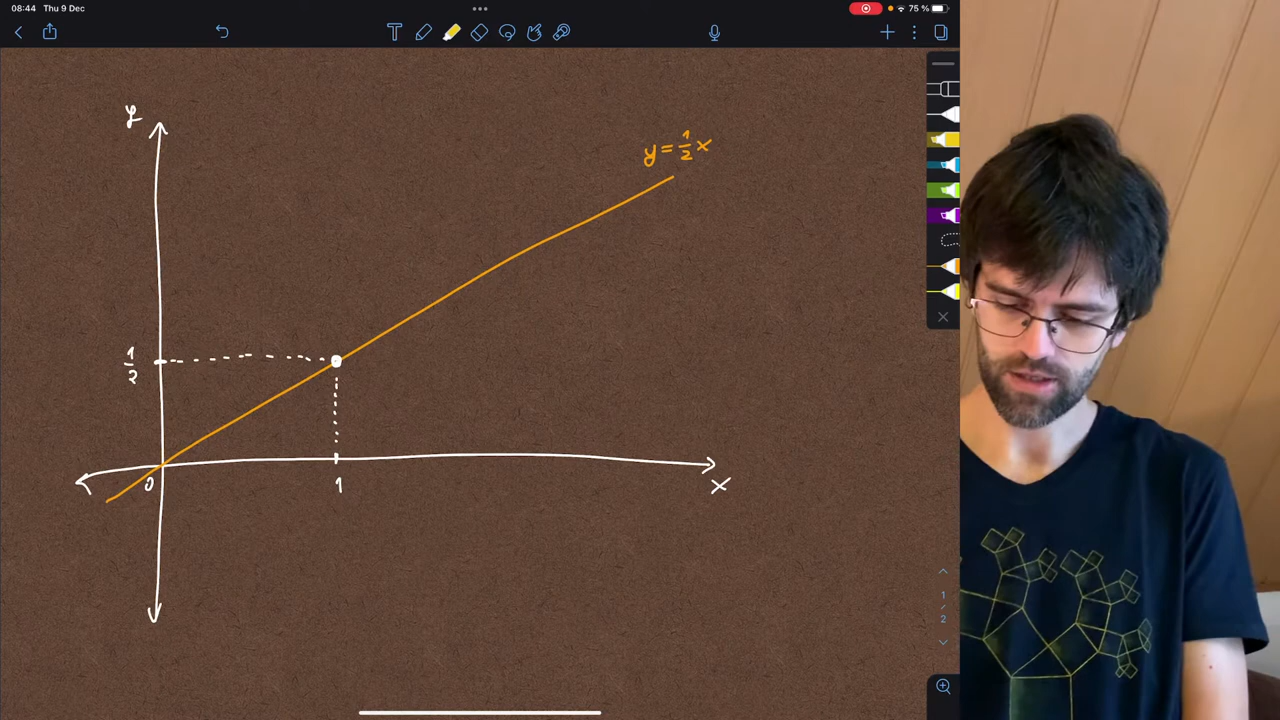 08:44 Thu 9 Dec
75 %
y
y = 1/2 x
1/2
0
1
x
1
/
2